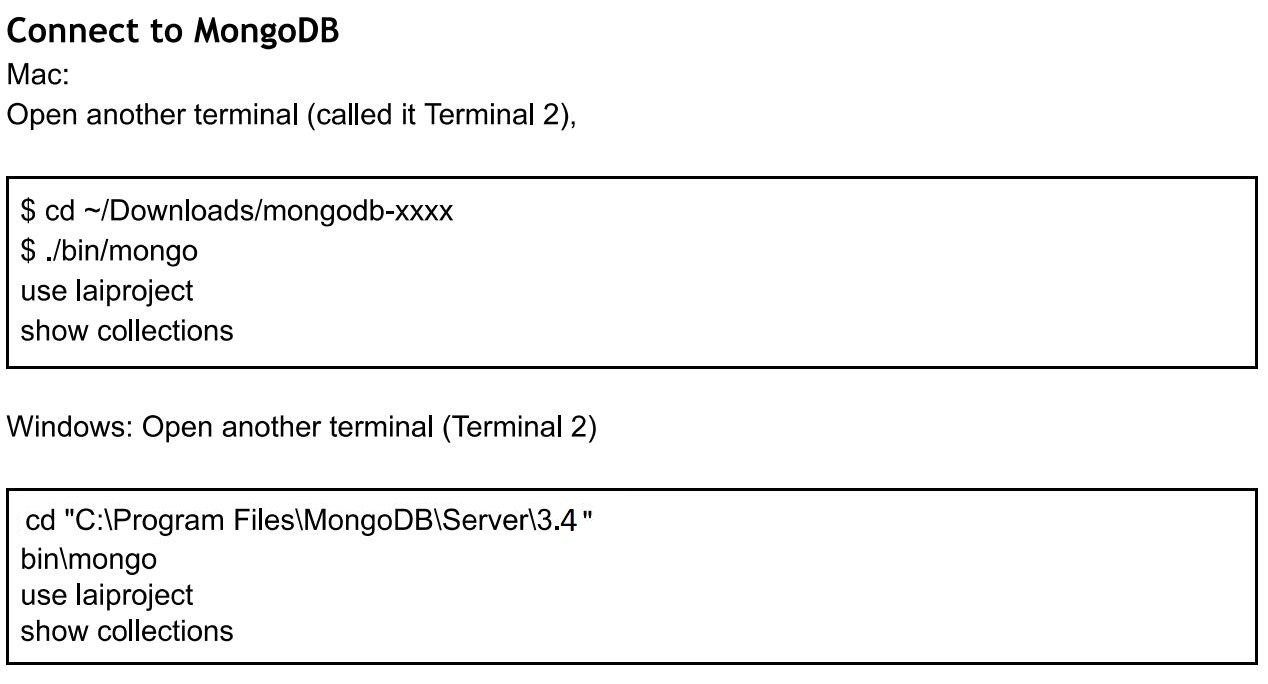 Connect to MongoDB
Mac:
Open another terminal (called it Terminal 2),
$ cd ~/Downloads/mongodb-xxxx
$ ./bin/mongo
use laiproject
show collections
Windows: Open another terminal (Terminal 2)
cd "C:\Program Files\MongoDB\Server\3.4"
bin\mongo
use laiproject
show collections